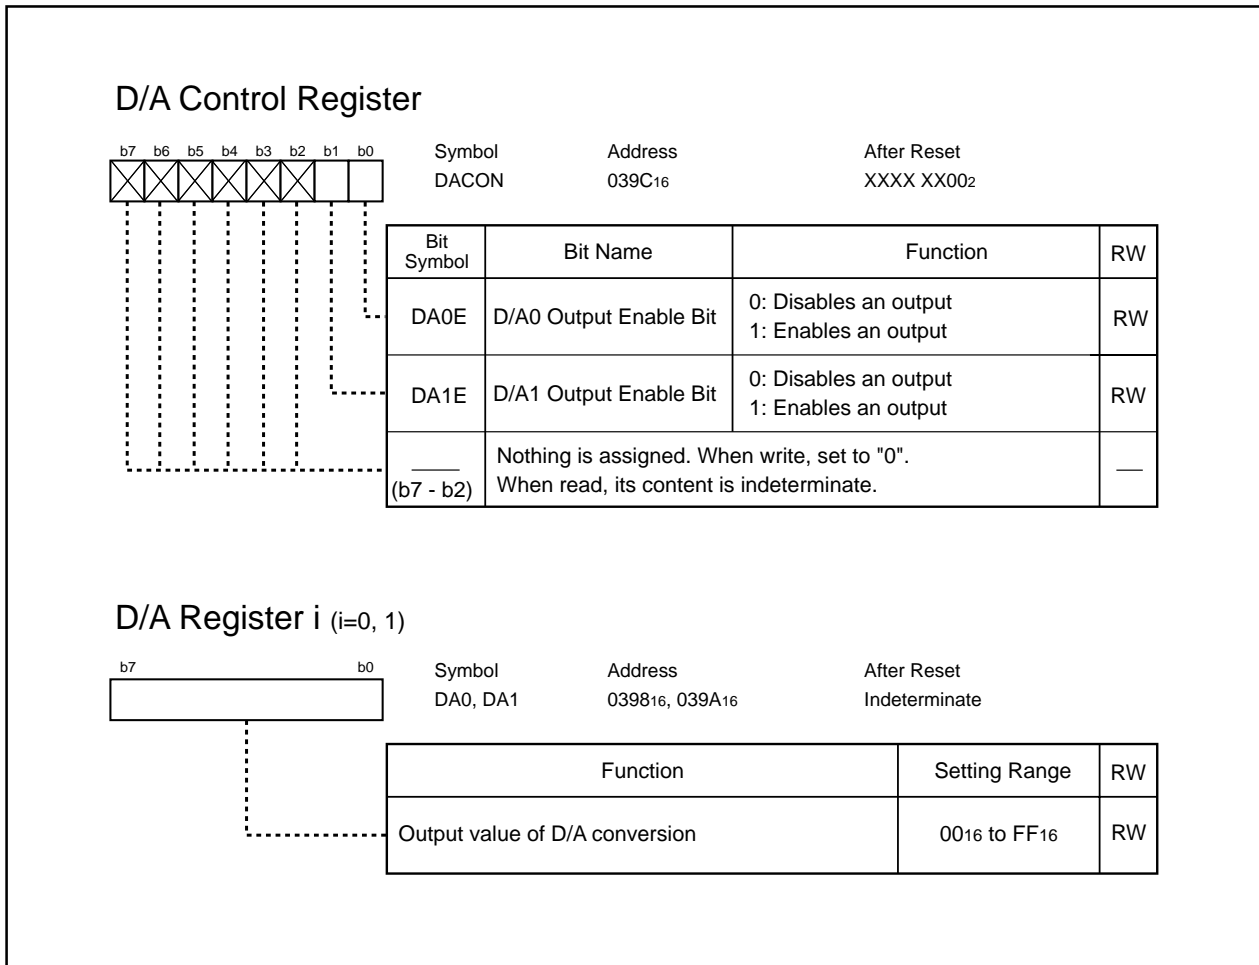 D/A Control Register
b7 b6 b5 b4 b3 b2 b1 b0
Symbol Address After Reset
DACON 039C16 XXXX XX002
Bit Symbol Bit Name Function RW
DA0E D/A0 Output Enable Bit 0: Disables an output RW
1: Enables an output
DA1E D/A1 Output Enable Bit 0: Disables an output RW
1: Enables an output
(b7 - b2) Nothing is assigned. When write, set to "0".
When read, its content is indeterminate.
D/A Register i (i=0, 1)
b7 b0
Symbol Address After Reset
DA0, DA1 039816, 039A16 Indeterminate
Function Setting Range RW
Output value of D/A conversion 0016 to FF16 RW